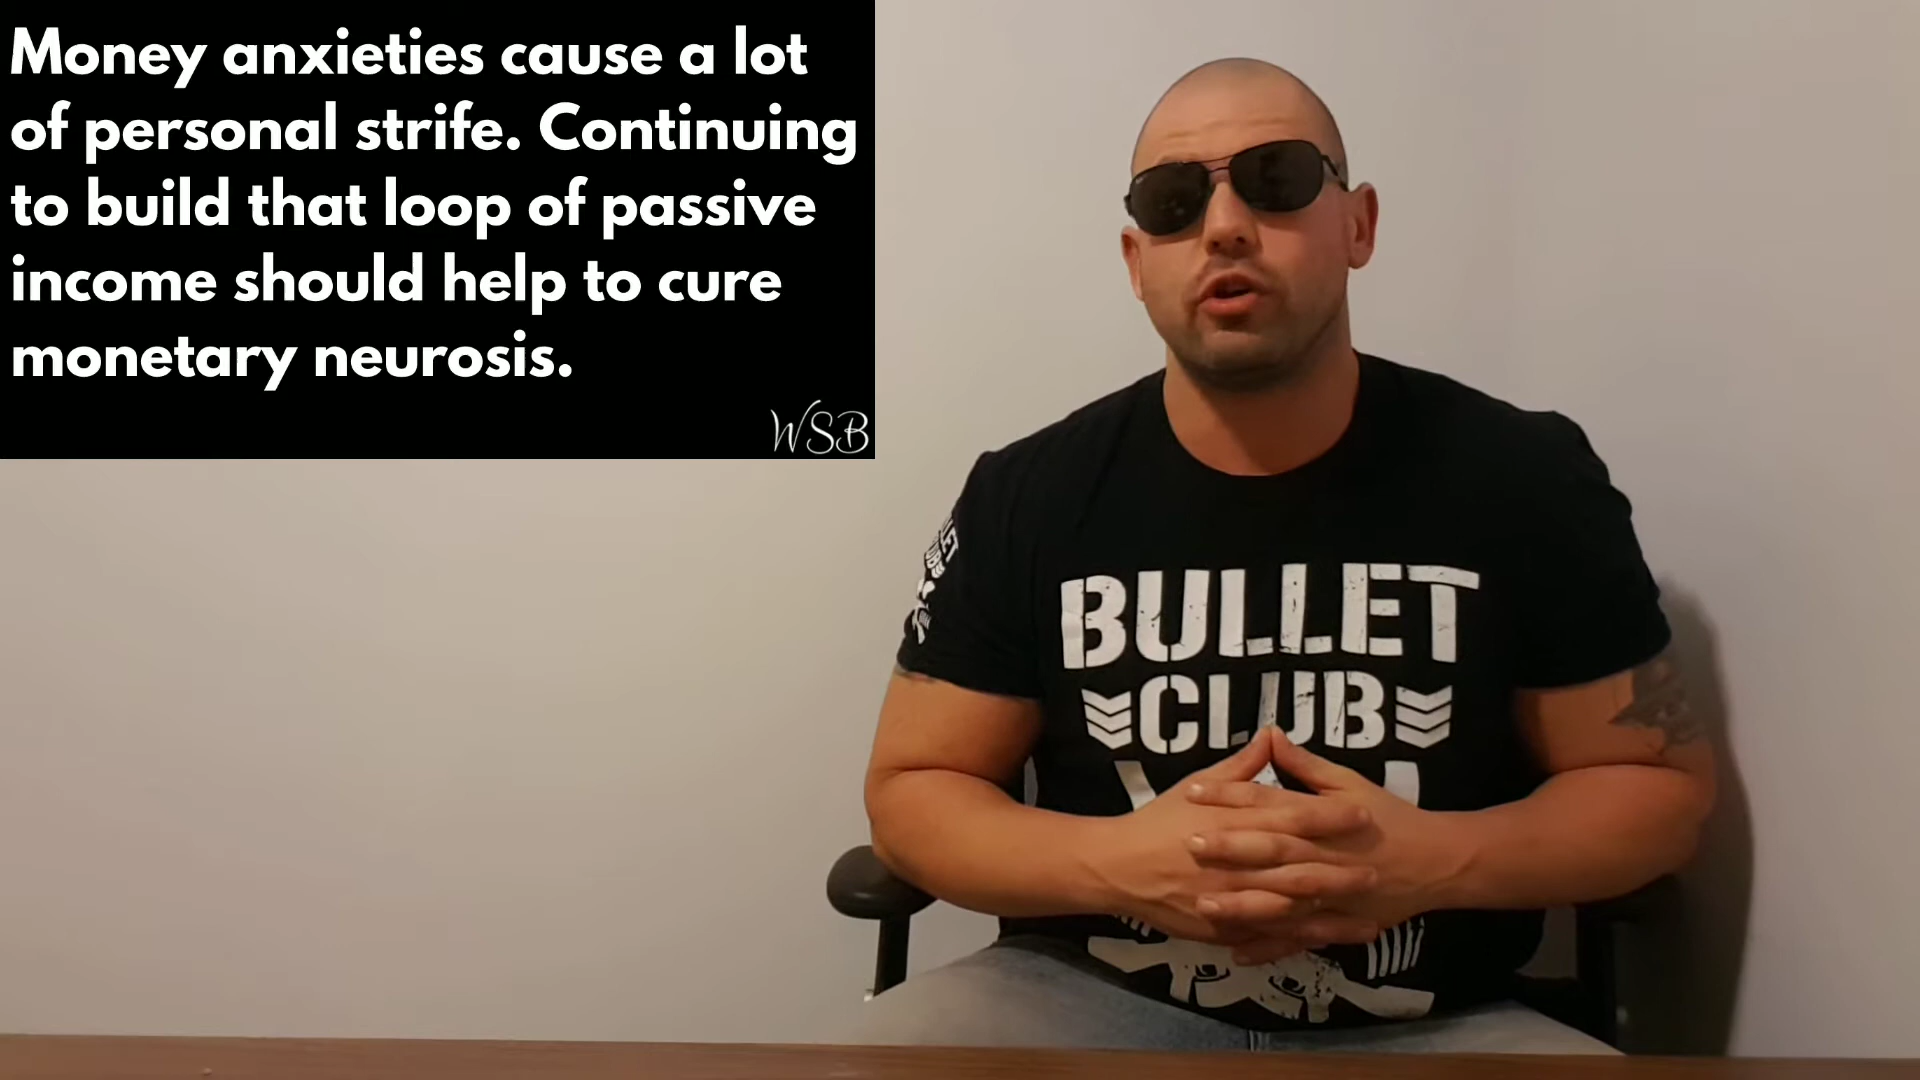 Money anxieties cause a lot
of personal strife. Continuing
to build that loop of passive
income should help to cure
monetary neurosis.
WSB
BULLET
CLUB